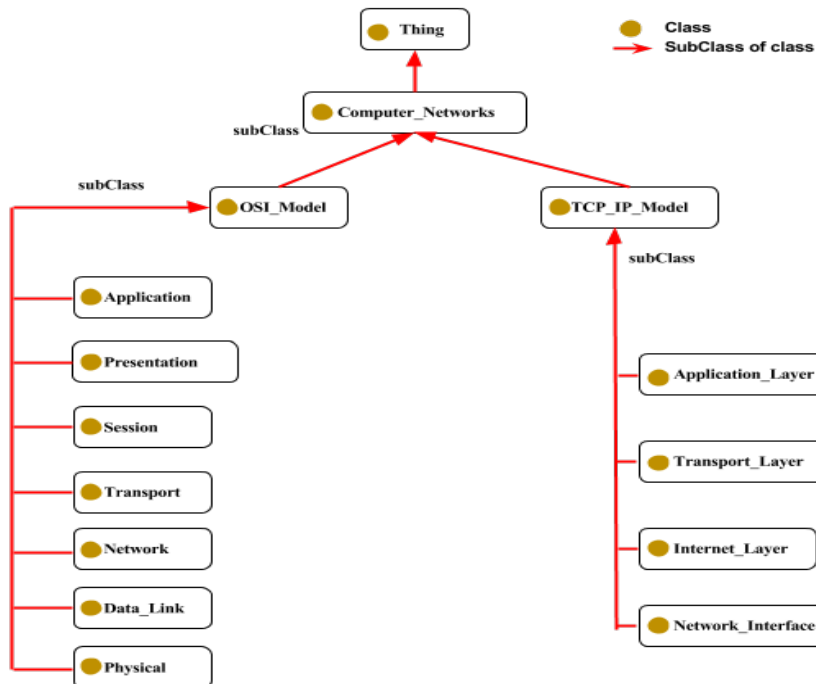 Thing
Class
SubClass of class
Computer_Networks
subClass
subClass
OSI_Model
TCP_IP_Model
subClass
Application
Presentation
Session
Transport
Network
Data_Link
Physical
Application_Layer
Transport_Layer
Internet_Layer
Network_Interface